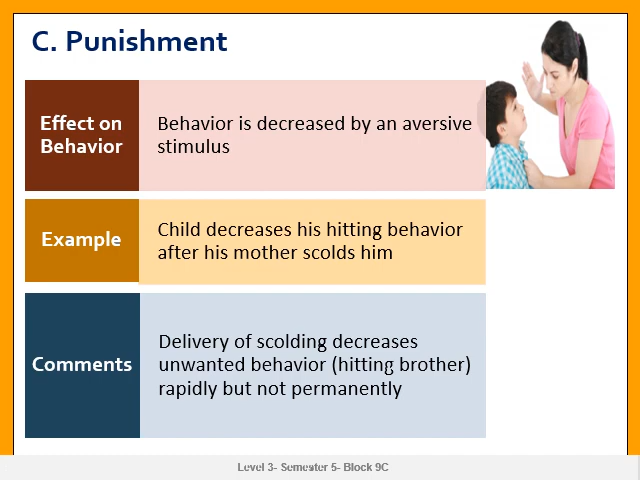 C. Punishment
Effect on
Behavior
Behavior is decreased by an aversive
stimulus
Example
Child decreases his hitting behavior
after his mother scolds him
Comments
Delivery of scolding decreases
unwanted behavior (hitting brother)
rapidly but not permanently
Level 3- Semester 5- Block 9C